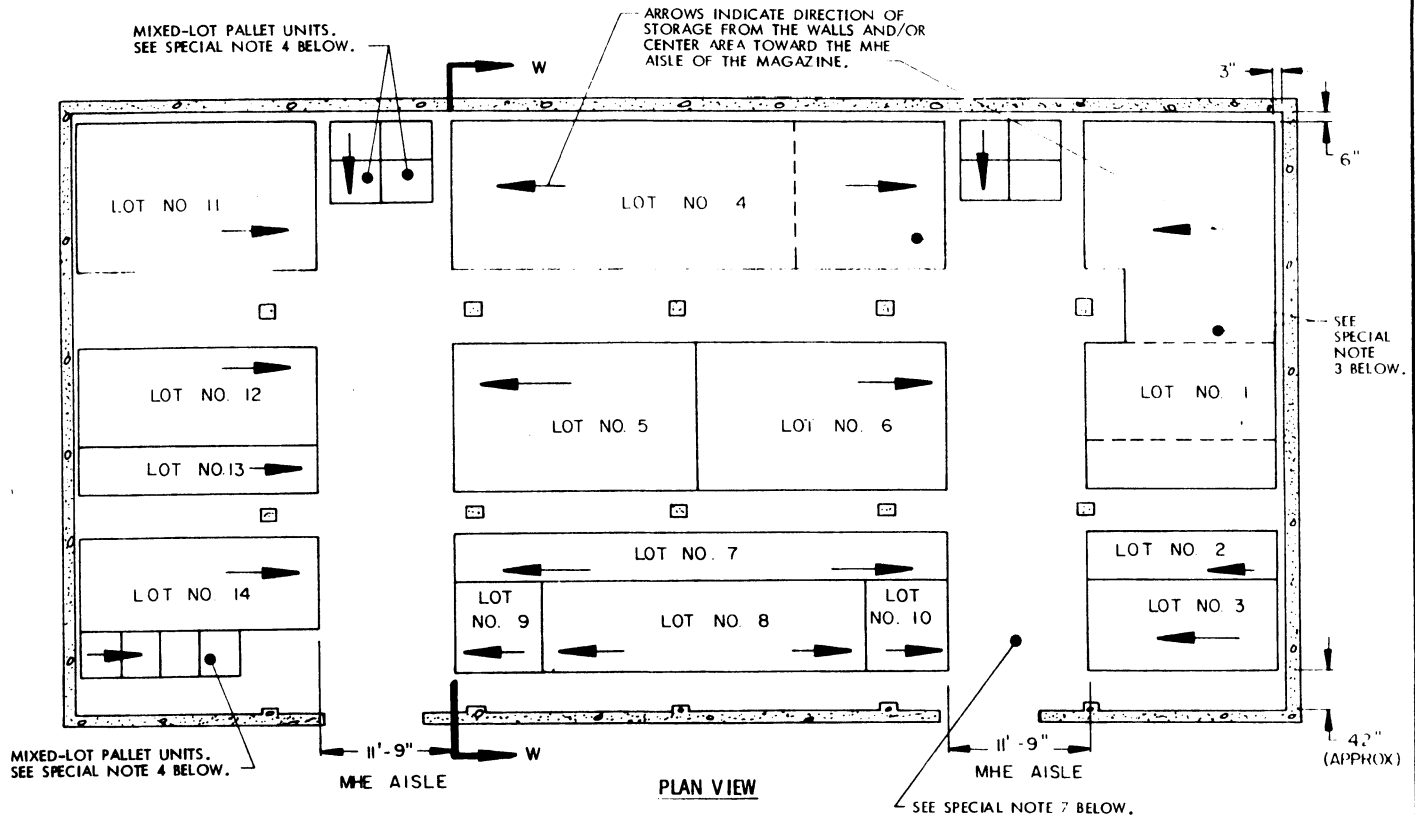 MIXED-LOT PALLET UNITS.
SEE SPECIAL NOTE 4 BELOW.
ARROWS INDICATE DIRECTION OF
STORAGE FROM THE WALLS AND/OR
CENTER AREA TOWARD THE MHE
AISLE OF THE MAGAZINE.
W
3"
6"
LOT NO 11
LOT NO 4
SEE
SPECIAL
NOTE
3 BELOW.
LOT NO. 12
LOT NO. 5
LOT NO. 6
LOT NO. 1
LOT NO.13
LOT NO. 7
LOT NO. 2
LOT NO. 14
LOT
NO. 9
LOT NO. 8
LOT
NO. 10
LOT NO. 3
MIXED-LOT PALLET UNITS.
SEE SPECIAL NOTE 4 BELOW.
11'-9"
MHE AISLE
W
PLAN VIEW
11'-9"
MHE AISLE
42"
(APPROX)
SEE SPECIAL NOTE 7 BELOW.